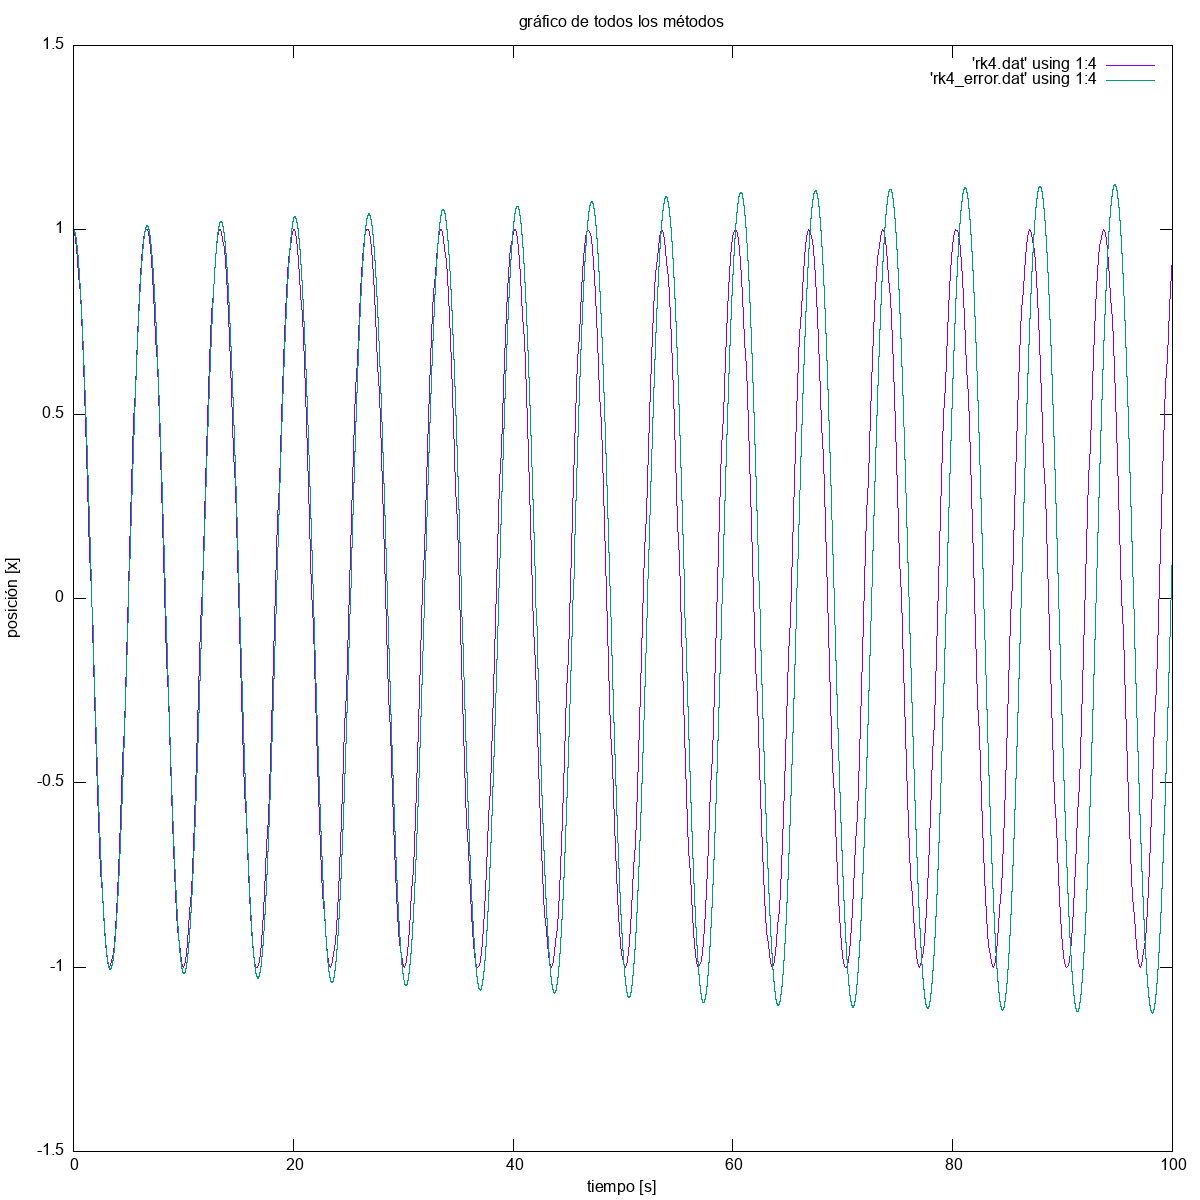 gráfico de todos los métodos
1.5
'rk4.dat' using 1:4
'rk4_error.dat' using 1:4
1
0.5
0
-0.5
-1
-1.5
posición [x]
0 20 40 60 80 100
tiempo [s]